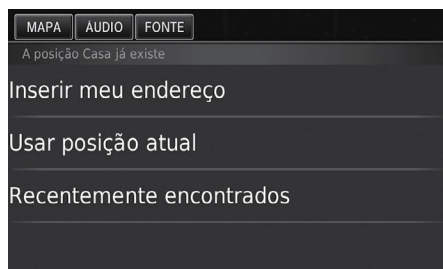 MAPA ÁUDIO FONTE
A posição Casa já existe
Inserir meu endereço
Usar posição atual
Recentemente encontrados